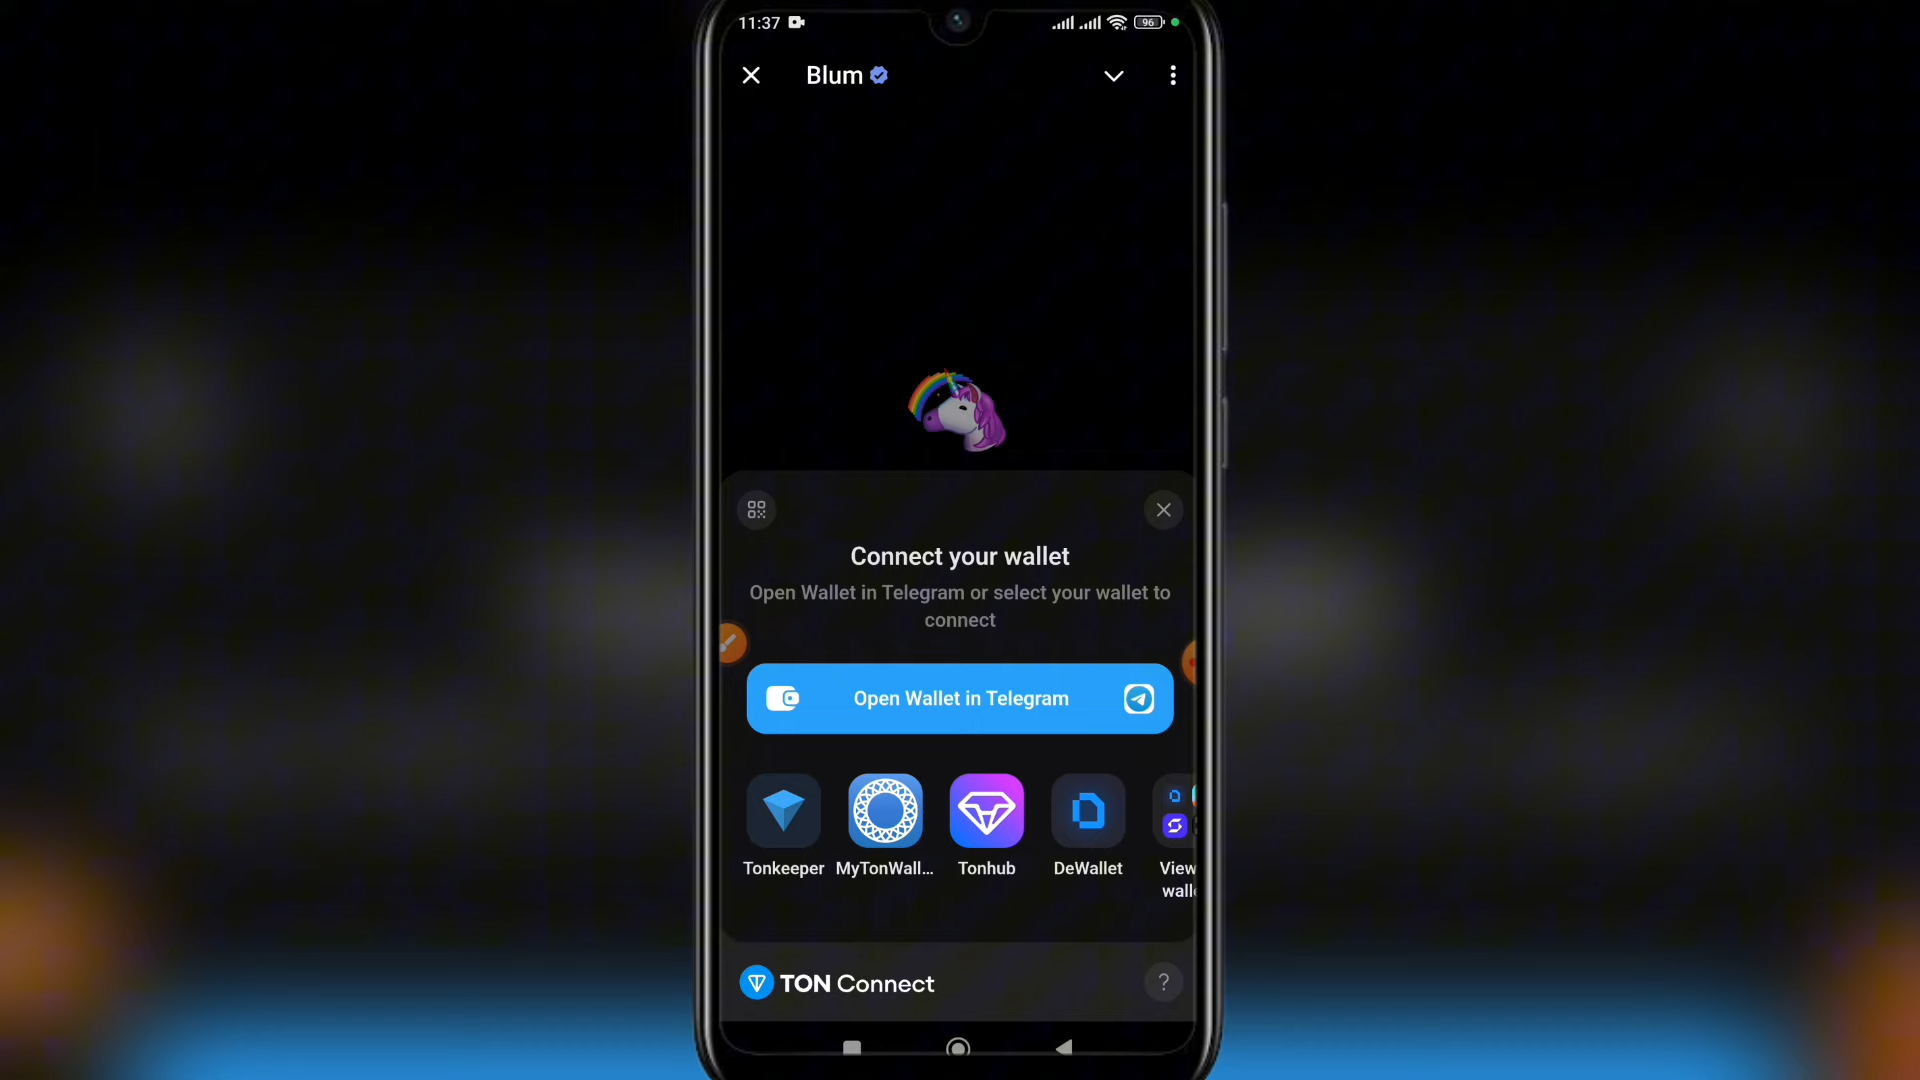 11:37
96
Blum
Connect your wallet
Open Wallet in Telegram or select your wallet to
connect
Open Wallet in Telegram
Tonkeeper
MyTonWall...
Tonhub
DeWallet
View
TON Connect
?